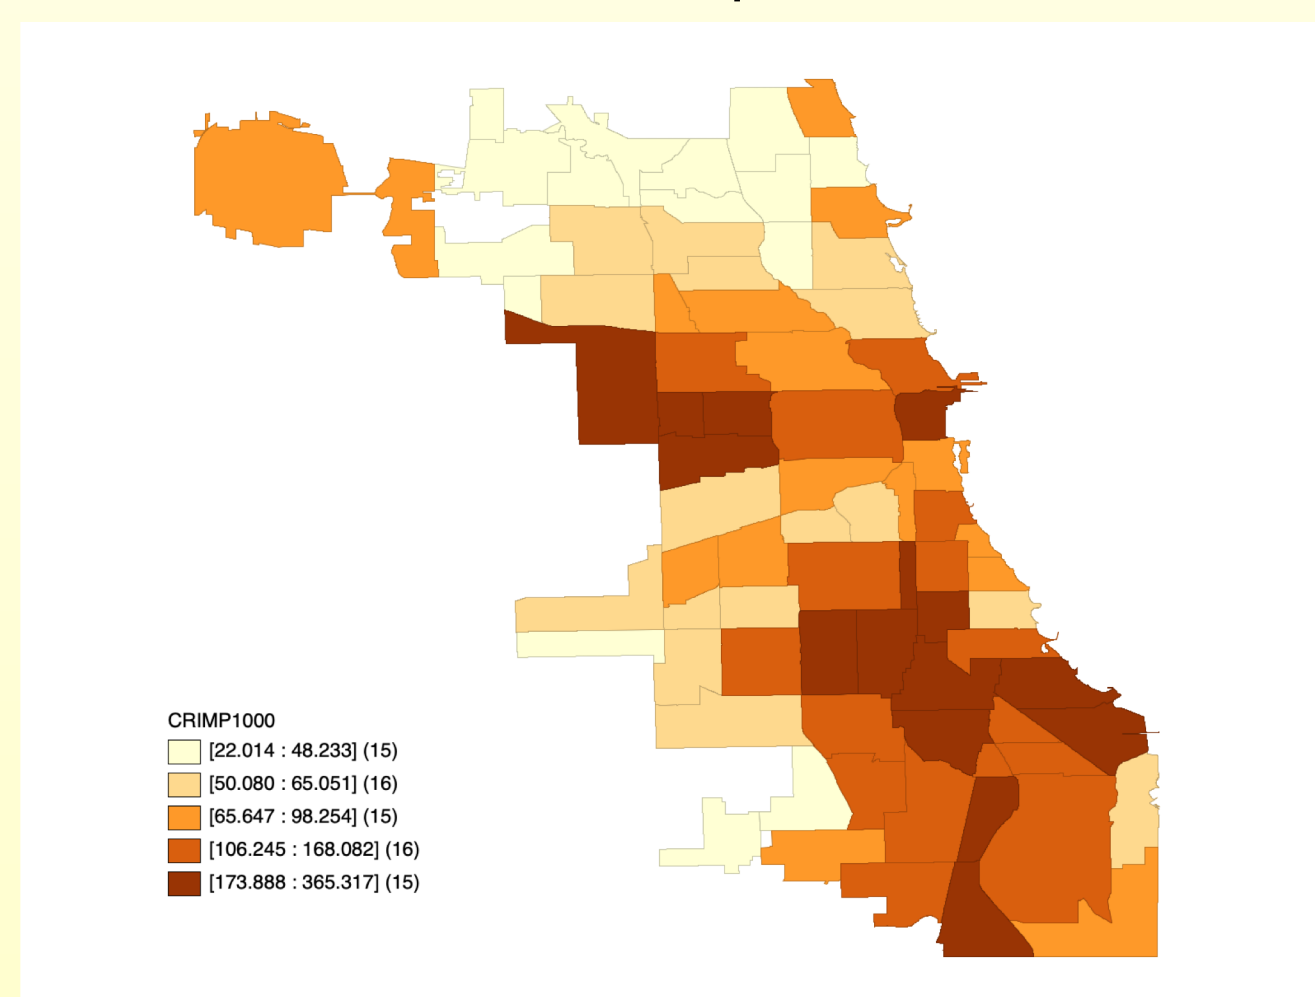 CRIMP1000
[22.014 : 48.233] (15)
[50.080 : 65.051] (16)
[65.647 : 98.254] (15)
[106.245 : 168.082] (16)
[173.888 : 365.317] (15)